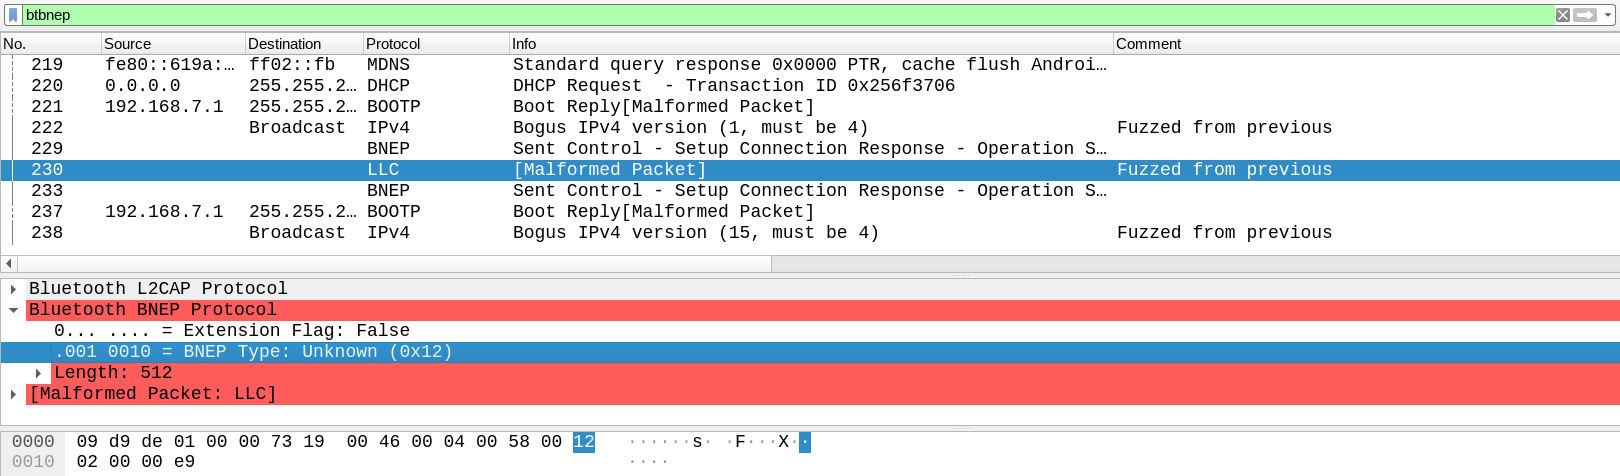 btbnep
No. Source Destination Protocol Info Comment
219 fe80::619a:… ff02::fb MDNS Standard query response 0x0000 PTR, cache flush Androi…
220 0.0.0.0 255.255.2… DHCP DHCP Request  - Transaction ID 0x256f3706
221 192.168.7.1 255.255.2… BOOTP Boot Reply[Malformed Packet]
222 Broadcast IPv4 Bogus IPv4 version (1, must be 4) Fuzzed from previous
229 BNEP Sent Control - Setup Connection Response - Operation S…
230 LLC [Malformed Packet] Fuzzed from previous
233 BNEP Sent Control - Setup Connection Response - Operation S…
237 192.168.7.1 255.255.2… BOOTP Boot Reply[Malformed Packet]
238 Broadcast IPv4 Bogus IPv4 version (15, must be 4) Fuzzed from previous
Bluetooth L2CAP Protocol
Bluetooth BNEP Protocol
0... .... = Extension Flag: False
.001 0010 = BNEP Type: Unknown (0x12)
Length: 512
[Malformed Packet: LLC]
0000 09 d9 de 01 00 00 73 19  00 46 00 04 00 58 00 12 ······s· ·F···X··
0010 02 00 00 e9 ····